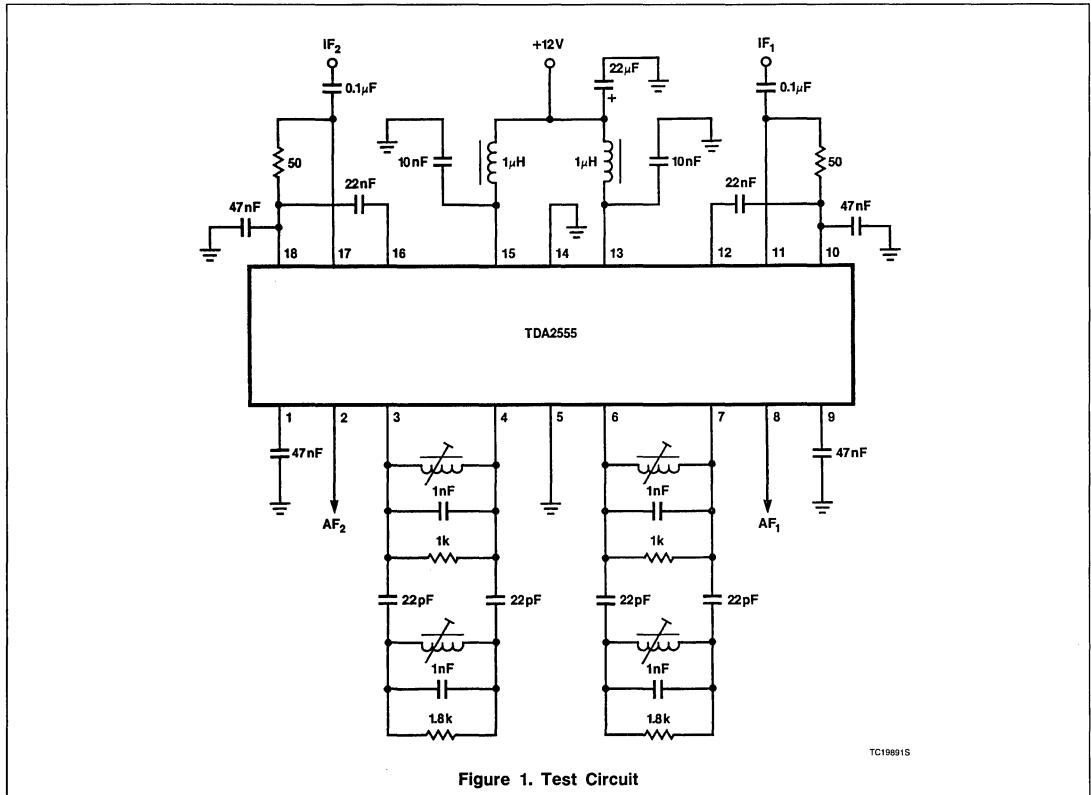 IF2 +12V IF1
22μF
0.1μF 0.1μF
+
50 10nF 1μH 1μH 10nF 50
22nF 22nF
47nF 47nF
18 17 16 15 14 13 12 11 10
TDA2555
1 2 3 4 5 6 7 8 9
47nF 47nF
1nF 1nF
AF2 AF1
1k 1k
22pF 22pF 22pF 22pF
1nF 1nF
1.8k 1.8k
TC19891S
Figure 1. Test Circuit